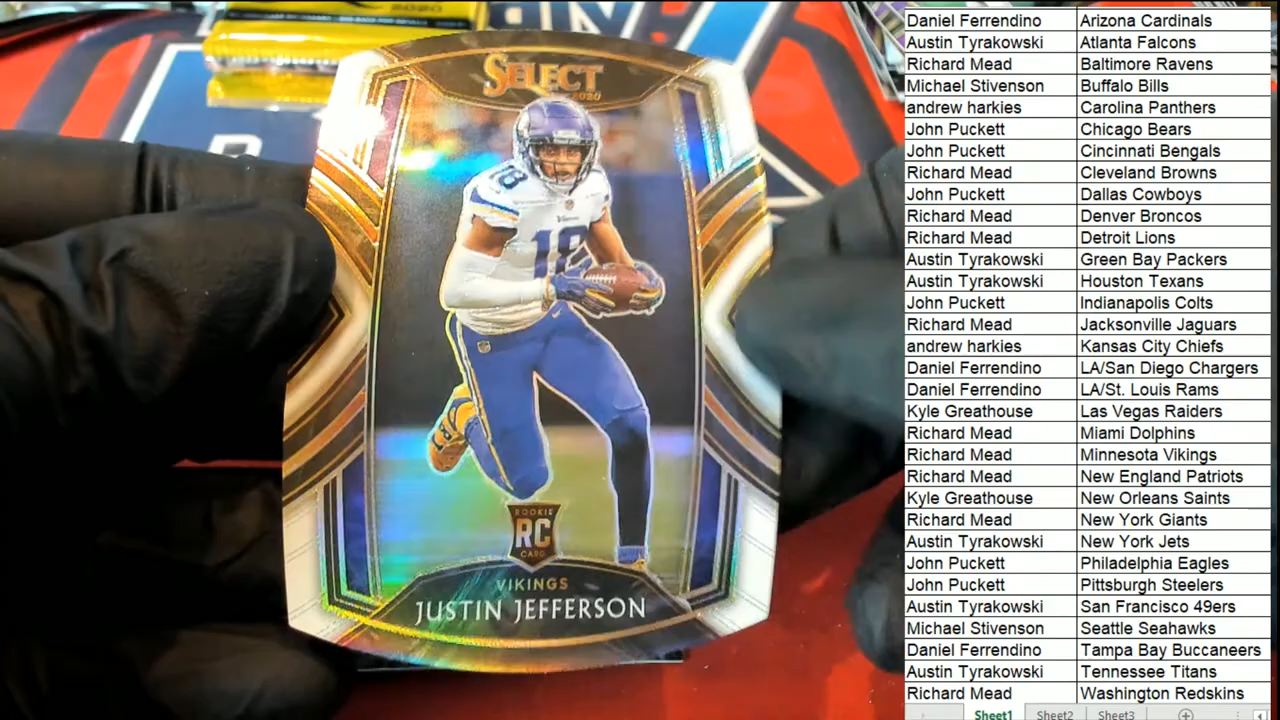 SELECT
2020
18
18
Vikings
ROOKIE
RC
CARD
VIKINGS
JUSTIN JEFFERSON
Daniel Ferrendino Arizona Cardinals
Austin Tyrakowski Atlanta Falcons
Richard Mead Baltimore Ravens
Michael Stivenson Buffalo Bills
andrew harkies Carolina Panthers
John Puckett Chicago Bears
John Puckett Cincinnati Bengals
Richard Mead Cleveland Browns
John Puckett Dallas Cowboys
Richard Mead Denver Broncos
Richard Mead Detroit Lions
Austin Tyrakowski Green Bay Packers
Austin Tyrakowski Houston Texans
John Puckett Indianapolis Colts
Richard Mead Jacksonville Jaguars
andrew harkies Kansas City Chiefs
Daniel Ferrendino LA/San Diego Chargers
Daniel Ferrendino LA/St. Louis Rams
Kyle Greathouse Las Vegas Raiders
Richard Mead Miami Dolphins
Richard Mead Minnesota Vikings
Richard Mead New England Patriots
Kyle Greathouse New Orleans Saints
Richard Mead New York Giants
Austin Tyrakowski New York Jets
John Puckett Philadelphia Eagles
John Puckett Pittsburgh Steelers
Austin Tyrakowski San Francisco 49ers
Michael Stivenson Seattle Seahawks
Daniel Ferrendino Tampa Bay Buccaneers
Austin Tyrakowski Tennessee Titans
Richard Mead Washington Redskins
Sheet1 Sheet2 Sheet3